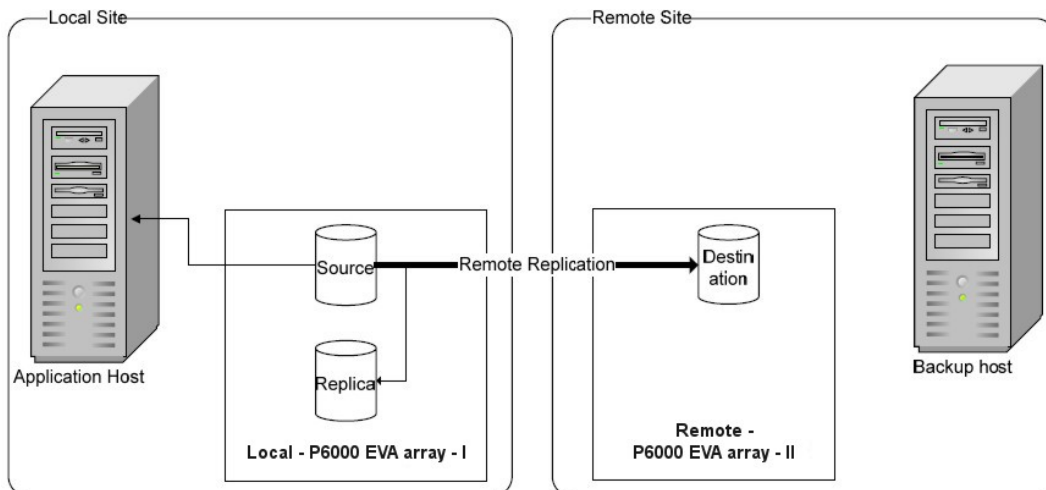 Local Site
Remote Site
Source
Remote Replication
Destin
ation
Application Host
Replica
Backup host
Local - P6000 EVA array - I
Remote -
P6000 EVA array - II